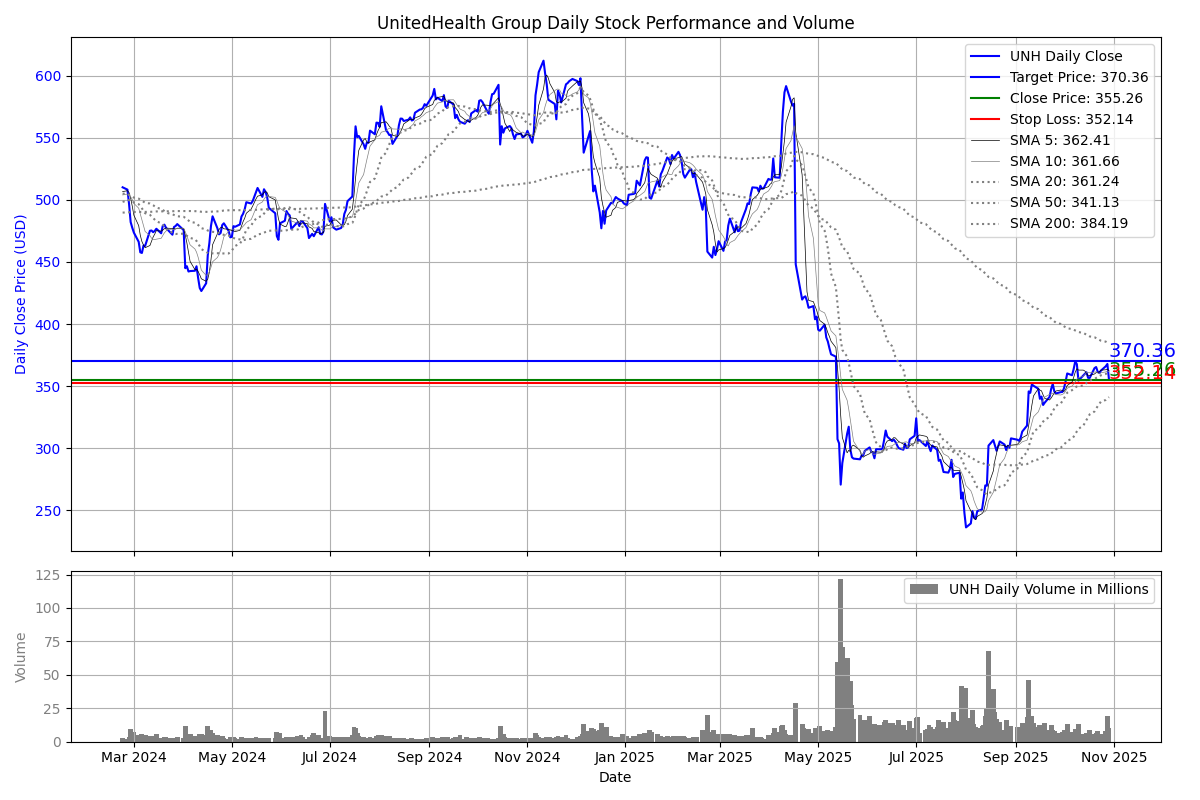 UnitedHealth Group Daily Stock Performance and Volume
Daily Close Price (USD)
600
550
500
450
400
350
300
250
UNH Daily Close
Target Price: 370.36
Close Price: 355.26
Stop Loss: 352.14
SMA 5: 362.41
SMA 10: 361.66
SMA 20: 361.24
SMA 50: 341.13
SMA 200: 384.19
370.36
355.26
352.14
Volume
125
100
75
50
25
0
UNH Daily Volume in Millions
Mar 2024
May 2024
Jul 2024
Sep 2024
Nov 2024
Jan 2025
Mar 2025
May 2025
Jul 2025
Sep 2025
Nov 2025
Date